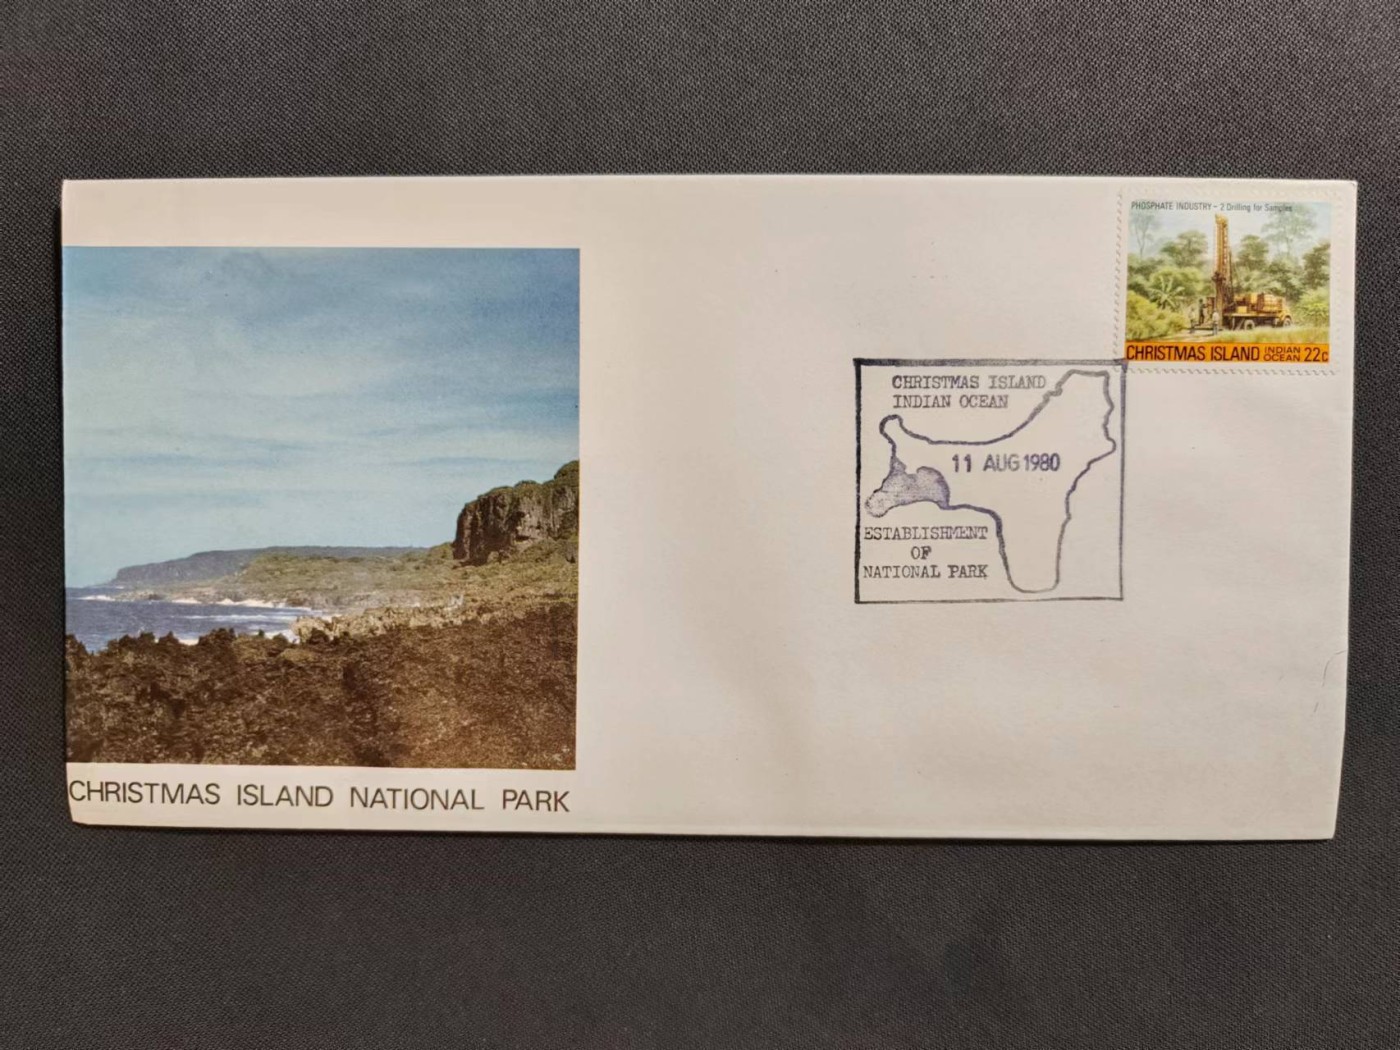 PHOSPHATE INDUSTRY - 2 Drilling for Samples
CHRISTMAS ISLAND INDIAN OCEAN 22c
CHRISTMAS ISLAND
INDIAN OCEAN
11 AUG 1980
ESTABLISHMENT
OF
NATIONAL PARK
CHRISTMAS ISLAND NATIONAL PARK